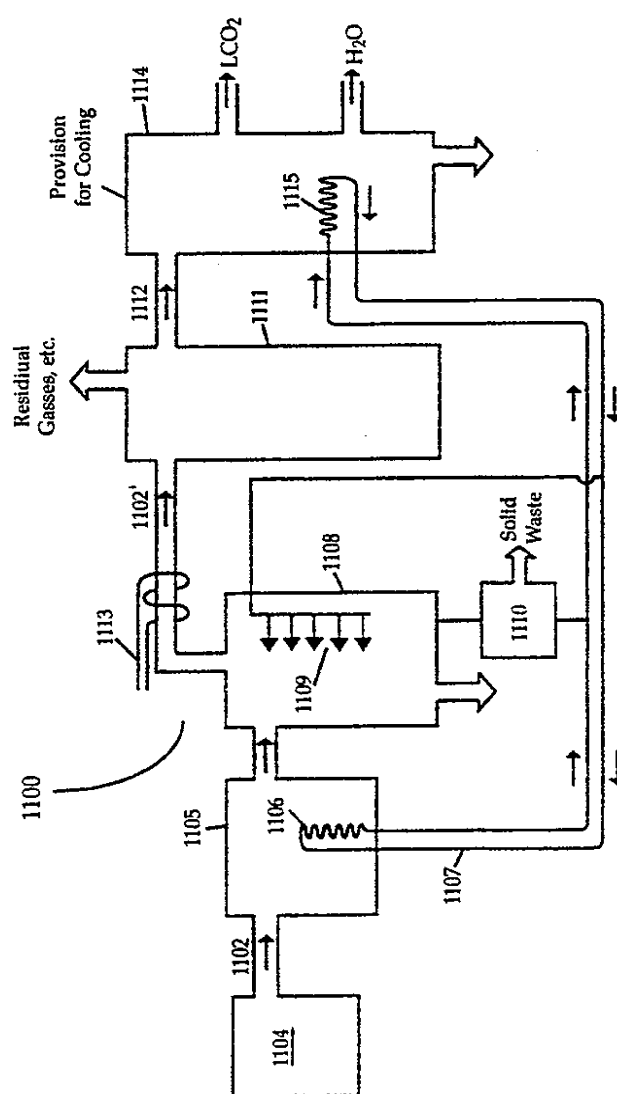 1100
1104
1102
1105
1106
1107
1113
1102'
1108
1109
1110
Solid
Waste
Residiual
Gasses, etc.
1111
1112
Provision
for Cooling
1114
1115
LCO2
H2O